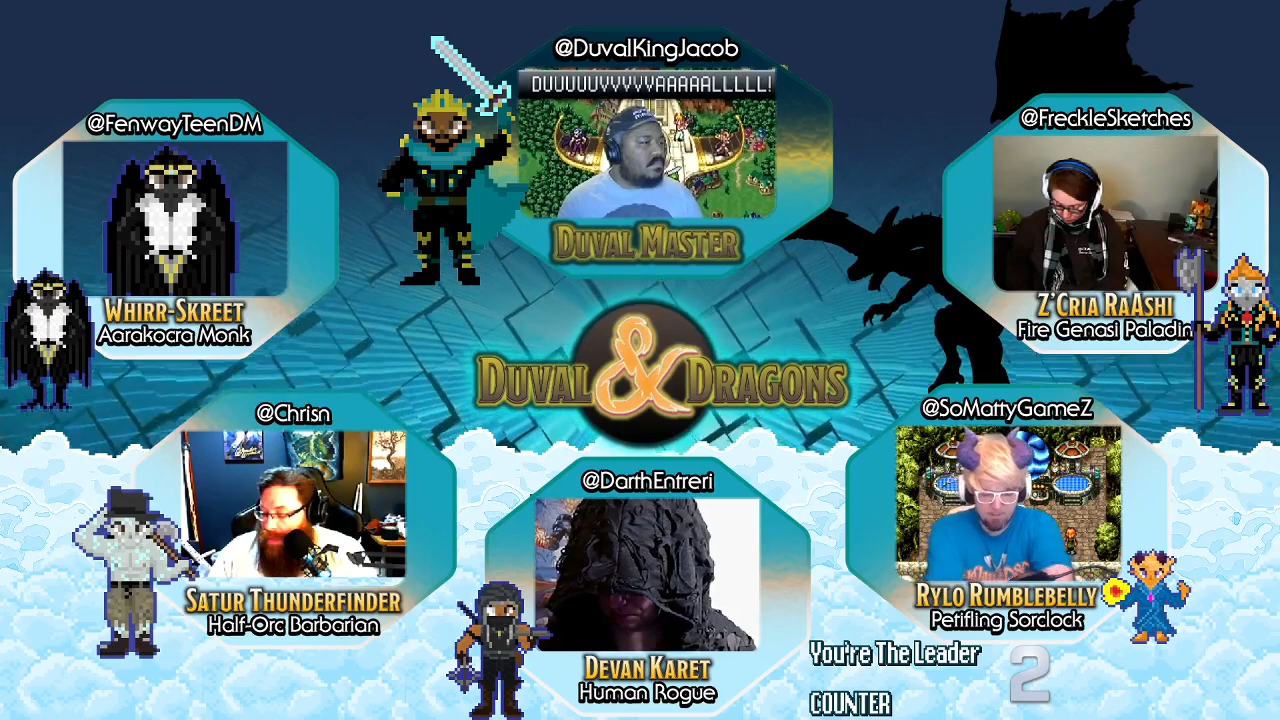 @DuvalKingJacob
DUUUUUVVVVVAAAAALLLLL!
DUVAL MASTER
@FenwayTeenDM
WHIRR-SKREET
Aarakocra Monk
@FreckleSketches
Z'CRIA RAASHI
Fire Genasi Paladin
DUVAL & DRAGONS
@Chrisn
SATUR THUNDERFINDER
Half-Orc Barbarian
@DarthEntreri
DEVAN KARET
Human Rogue
@SoMattyGameZ
RYLO RUMBLEBELLY
Petifling Sorclock
You're The Leader
COUNTER
2